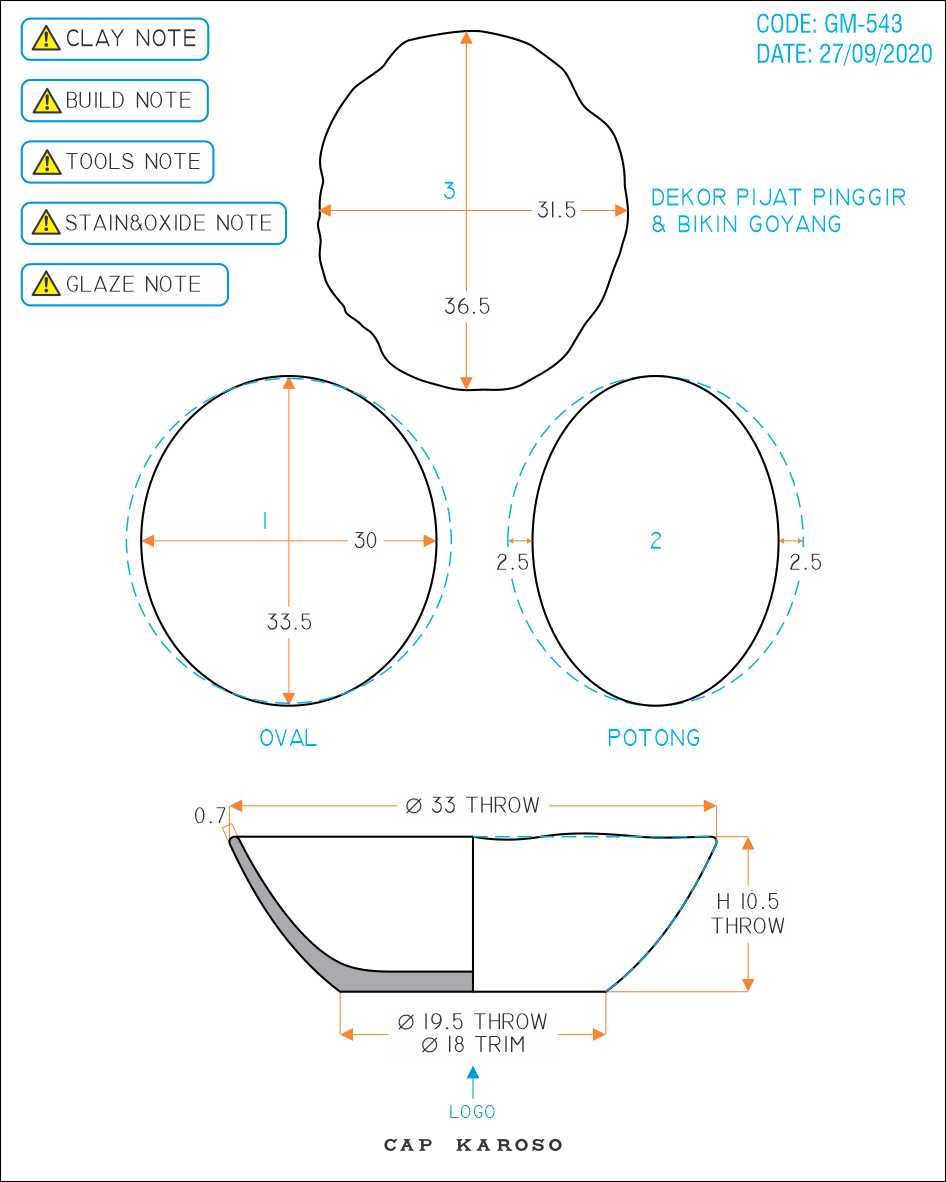 CLAY NOTE
BUILD NOTE
TOOLS NOTE
STAIN&OXIDE NOTE
GLAZE NOTE
CODE: GM-543
DATE: 27/09/2020
3
31.5
36.5
DEKOR PIJAT PINGGIR
& BIKIN GOYANG
1
30
33.5
OVAL
2
2.5
2.5
POTONG
Ø 33 THROW
0.7
H 10.5
THROW
Ø 19.5 THROW
Ø 18 TRIM
LOGO
CAP KAROSO